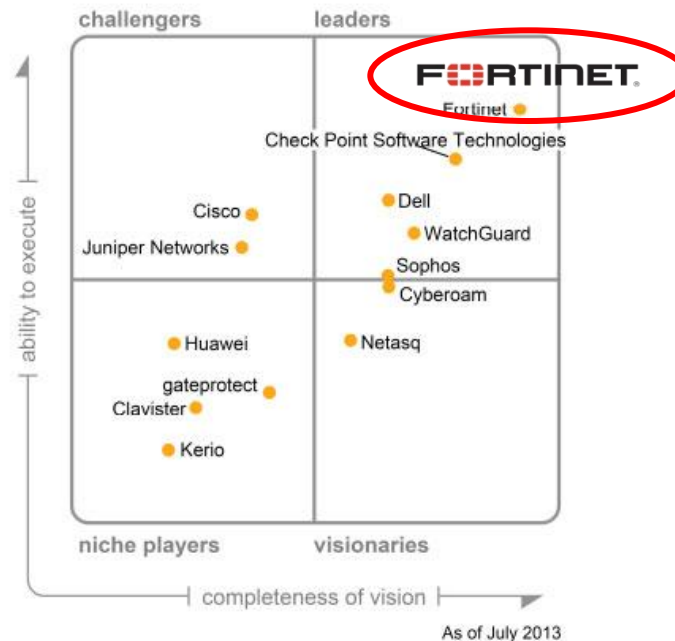 challengers
leaders
FORTINET
Fortinet
Check Point Software Technologies
Dell
Cisco
WatchGuard
Juniper Networks
Sophos
Cyberoam
Huawei
Netasq
gateprotect
Clavister
Kerio
ability to execute
niche players
visionaries
completeness of vision
As of July 2013